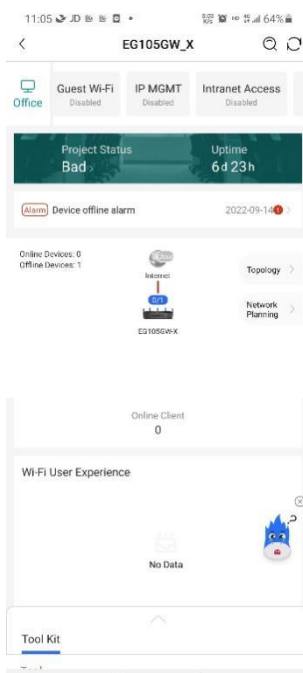 11:05 JD 64%
EG105GW_X
Office
Guest Wi-Fi IP MGMT Intranet Access
Disabled Disabled Disabled
Project Status Uptime
Bad > 6d 23h
Alarm Device offline alarm 2022-09-14
Online Devices: 0
Offline Devices: 1
Internet
Topology
0/1
Network
Planning
EG105GW-X
Online Client
0
Wi-Fi User Experience
No Data
Tool Kit